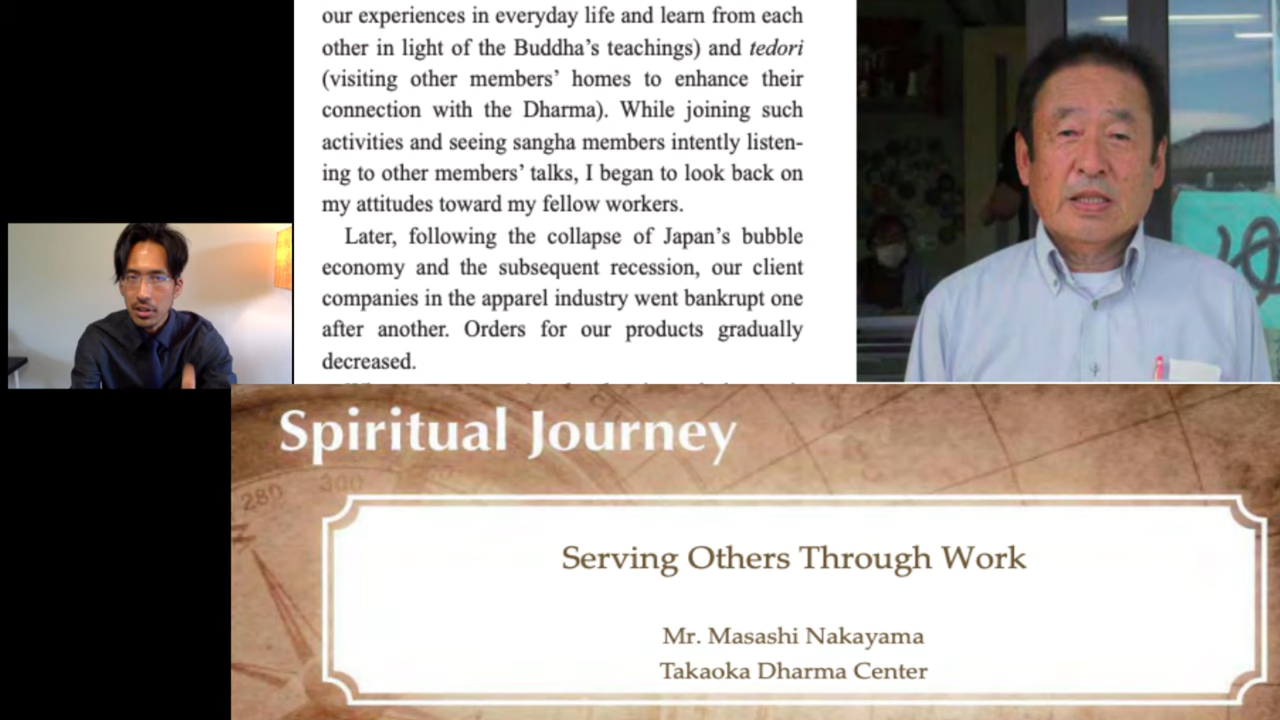 our experiences in everyday life and learn from each
other in light of the Buddha’s teachings) and tedori
(visiting other members’ homes to enhance their
connection with the Dharma). While joining such
activities and seeing sangha members intently listen-
ing to other members’ talks, I began to look back on
my attitudes toward my fellow workers.
Later, following the collapse of Japan’s bubble
economy and the subsequent recession, our client
companies in the apparel industry went bankrupt one
after another. Orders for our products gradually
decreased.
Spiritual Journey
280 300
Serving Others Through Work
Mr. Masashi Nakayama
Takaoka Dharma Center